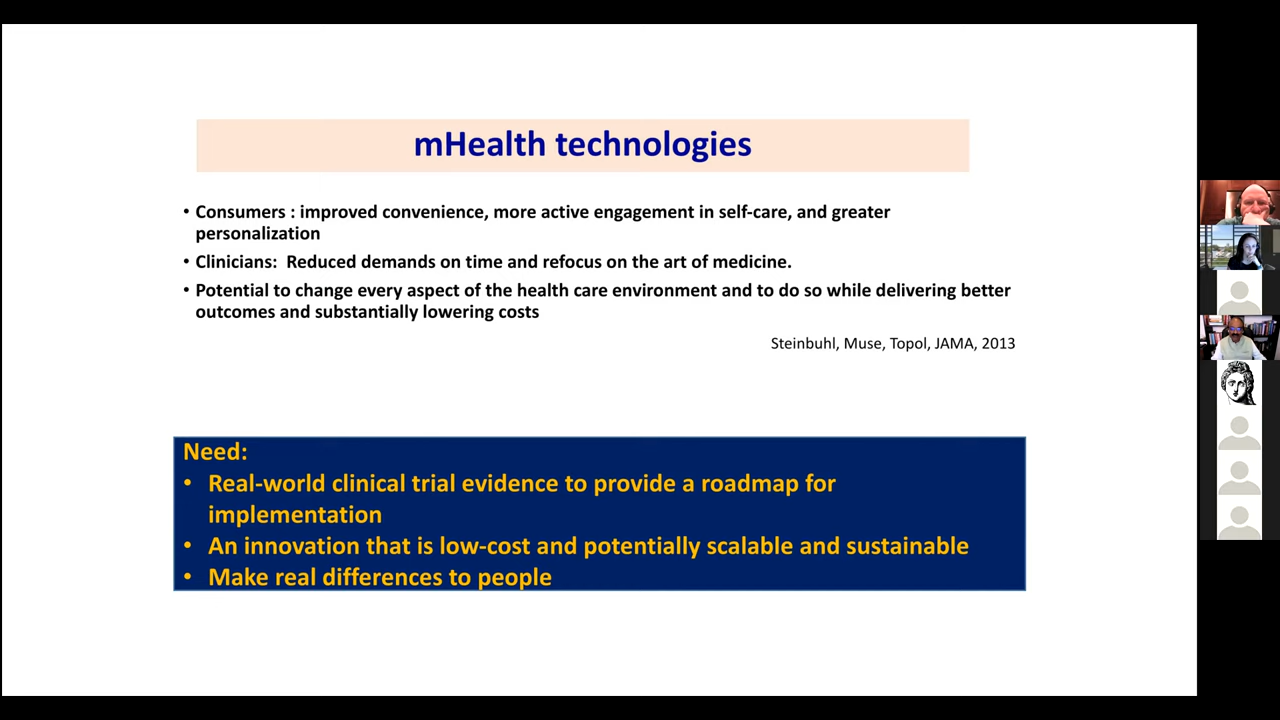 mHealth technologies
• Consumers : improved convenience, more active engagement in self-care, and greater
personalization
• Clinicians:  Reduced demands on time and refocus on the art of medicine.
• Potential to change every aspect of the health care environment and to do so while delivering better
outcomes and substantially lowering costs
Steinbuhl, Muse, Topol, JAMA, 2013
Need:
• Real-world clinical trial evidence to provide a roadmap for
implementation
• An innovation that is low-cost and potentially scalable and sustainable
• Make real differences to people